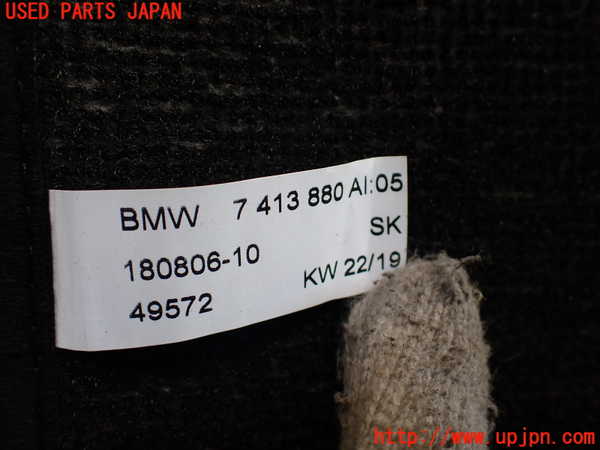 USED PARTS JAPAN
BMW 7 413 880 AI:05
SK
180806-10
KW 22/19
49572
http://www.upjpn.com/